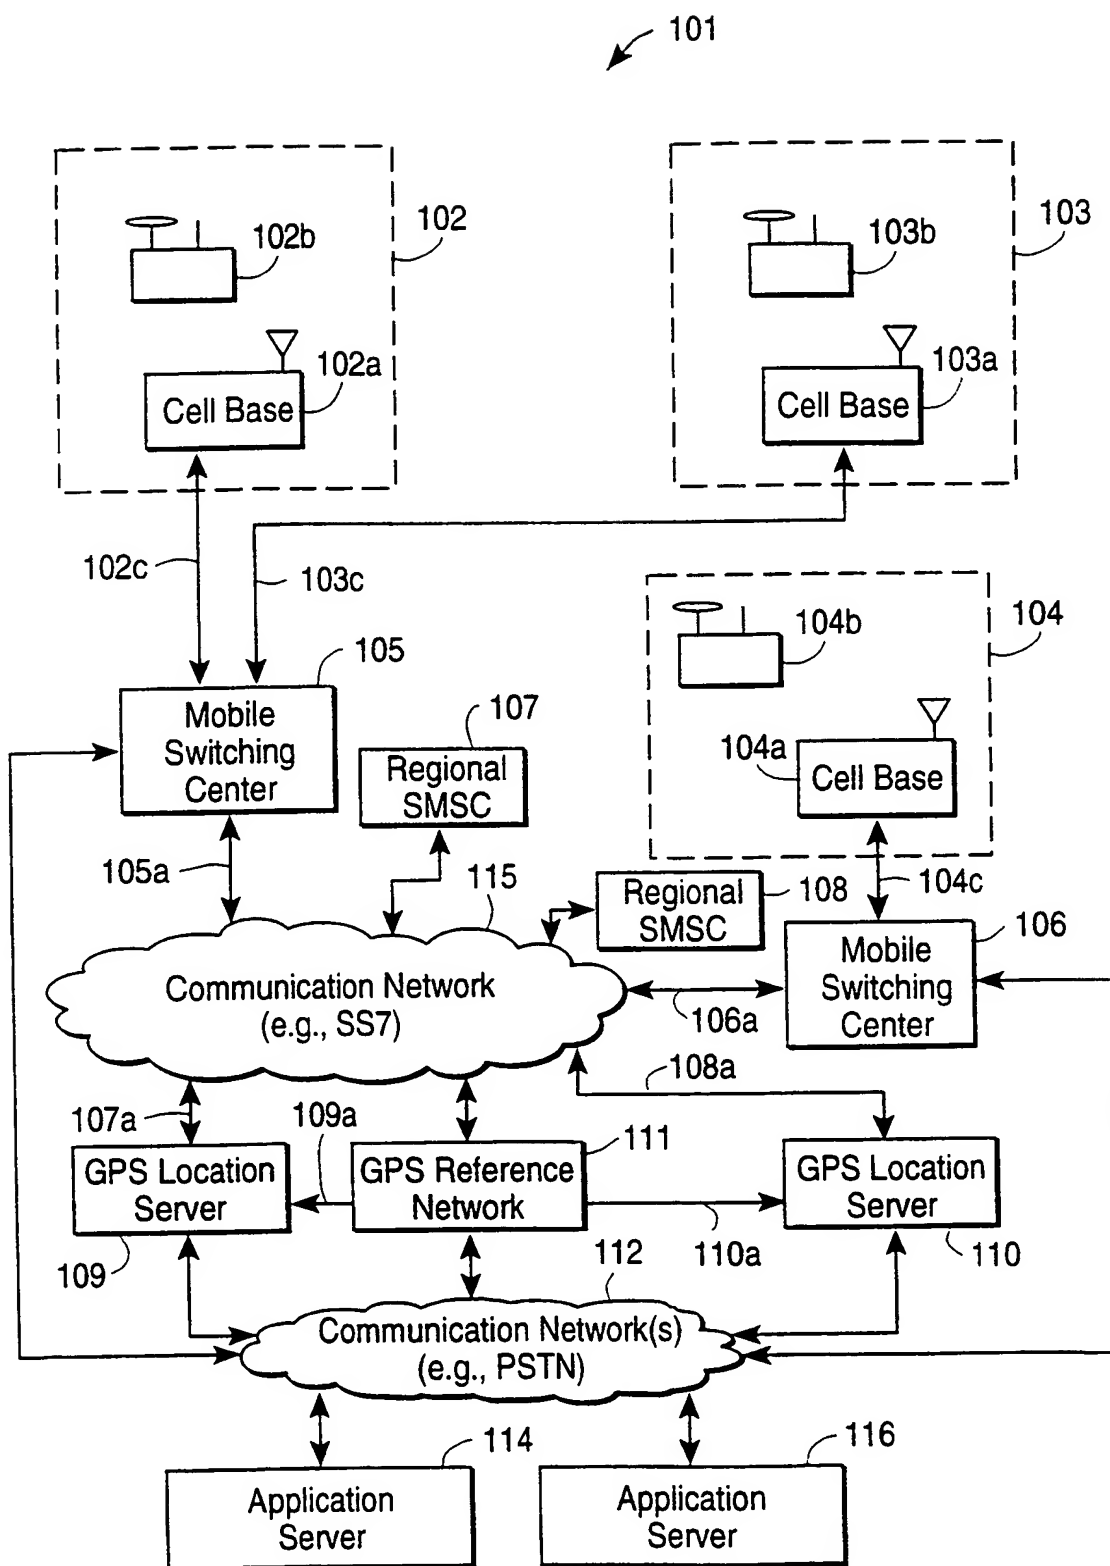 101
102
102b
102a
Cell Base
103
103b
103a
Cell Base
102c
103c
104
104b
104a
Cell Base
104c
105
Mobile
Switching
Center
107
Regional
SMSC
105a
115
Regional
SMSC
108
106
Mobile
Switching
Center
Communication Network
(e.g., SS7)
106a
108a
107a
109a
111
GPS Location
Server
GPS Reference
Network
GPS Location
Server
109
112
110a
110
Communication Network(s)
(e.g., PSTN)
114
116
Application
Server
Application
Server